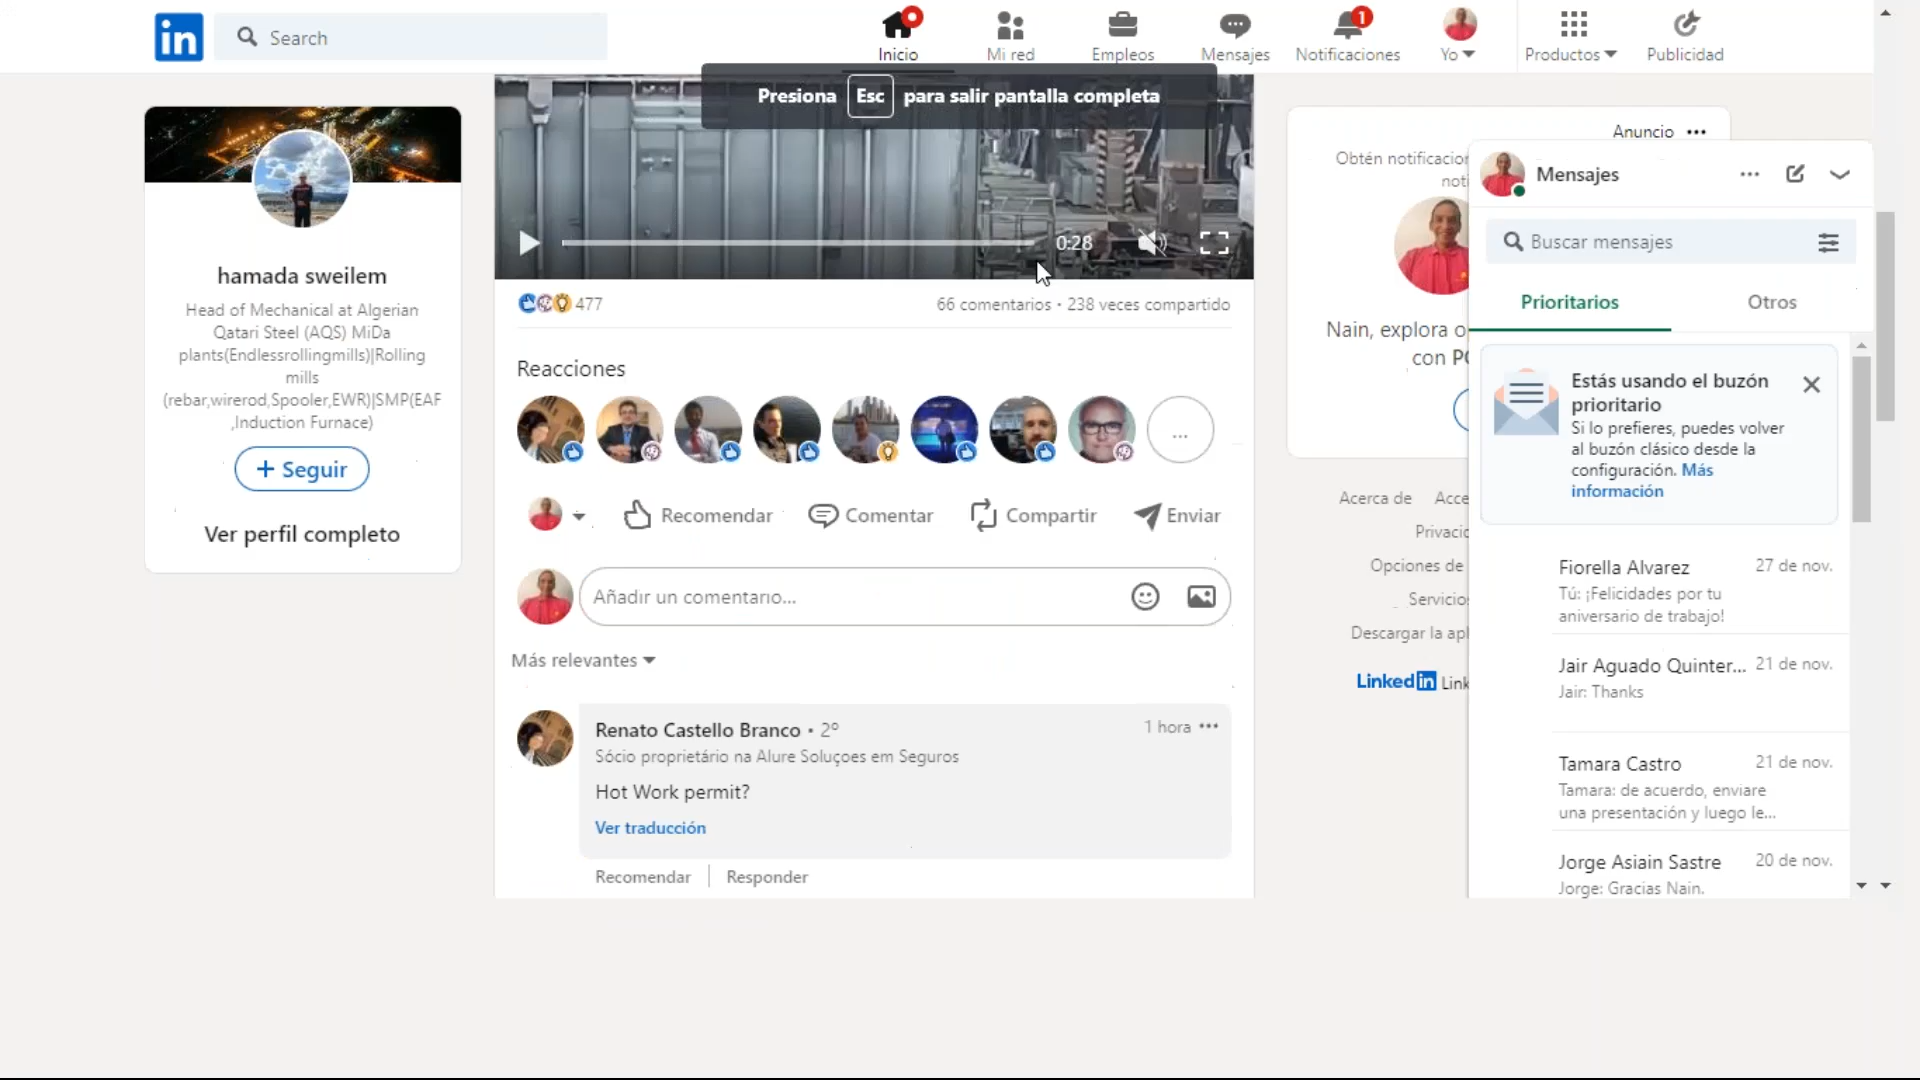 in
Search
Inicio
Mi red
Empleos
Mensajes
1
Notificaciones
Yo
Productos
Publicidad
Presiona Esc para salir pantalla completa
hamada sweilem
Head of Mechanical at Algerian
Qatari Steel (AQS) MiDa
plants(Endlessrollingmills)|Rolling
mills
(rebar,wirerod,Spooler,EWR)|SMP(EAF
,Induction Furnace)
+ Seguir
Ver perfil completo
0:28
477
66 comentarios • 238 veces compartido
Reacciones
...
Recomendar
Comentar
Compartir
Enviar
Añadir un comentario...
Más relevantes
Renato Castello Branco • 2º
1 hora
Sócio proprietário na Alure Soluçoes em Seguros
Hot Work permit?
Ver traducción
Recomendar
Responder
Anuncio
Obtén notificacion
noti
Nain, explora o
con
Acerca de
Acce
Privacid
Opciones de
Servicios
Descargar la apl
Linked in Link
Mensajes
Buscar mensajes
Prioritarios
Otros
Estás usando el buzón
prioritario
Si lo prefieres, puedes volver
al buzón clásico desde la
configuración. Más
información
Fiorella Alvarez
27 de nov.
Tú: ¡Felicidades por tu
aniversario de trabajo!
Jair Aguado Quinter...
21 de nov.
Jair: Thanks
Tamara Castro
21 de nov.
Tamara: de acuerdo, enviare
una presentación y luego le...
Jorge Asiain Sastre
20 de nov.
Jorge: Gracias Nain.